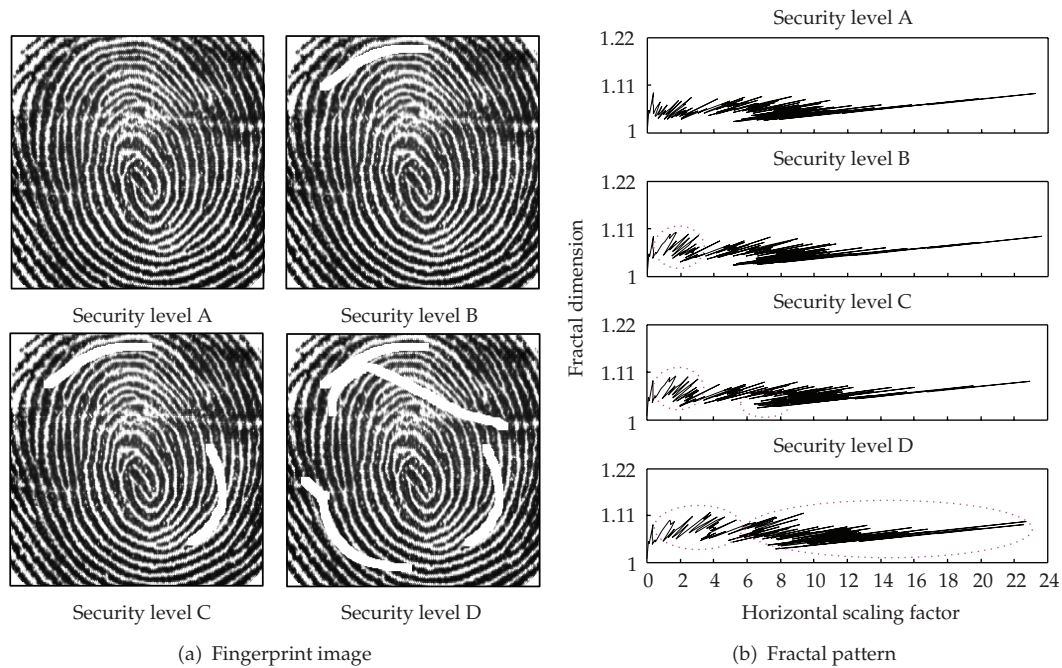 Security level A
Security level B
Security level C
Security level D
(a) Fingerprint image
Security level A
1.22
1.11
1
Security level B
1.22
1.11
1
Security level C
1.22
1.11
1
Security level D
1.22
1.11
1
0 2 4 6 8 10 12 14 16 18 20 22 24
Fractal dimension
Horizontal scaling factor
(b) Fractal pattern